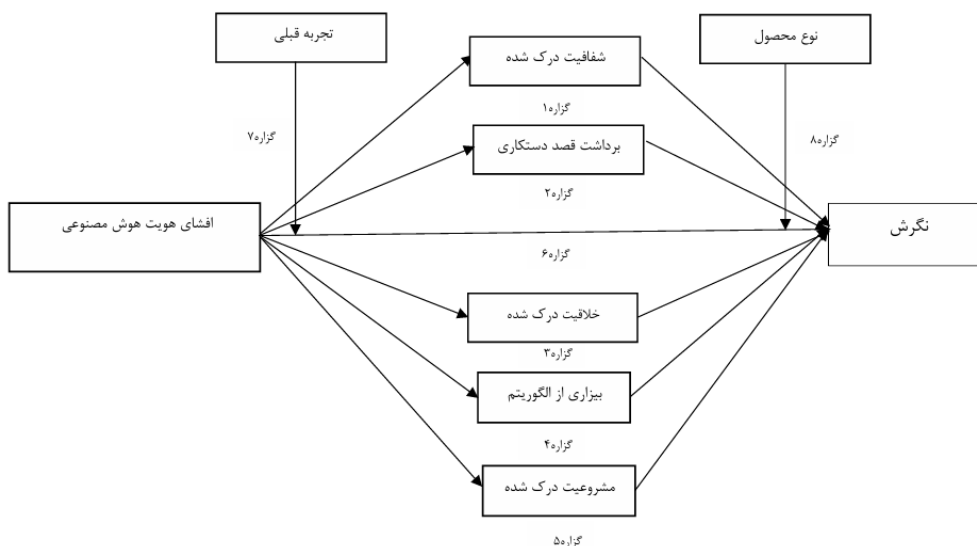 تجربه قبلی
نوع محصول
شفافیت درک شده
گزاره۱
گزاره۷
گزاره۸
برداشت قصد دستکاری
گزاره۲
افشای هویت هوش مصنوعی
نگرش
گزاره۶
خلاقیت درک شده
گزاره۳
بیزاری از الگوریتم
گزاره۴
مشروعیت درک شده
گزاره۵